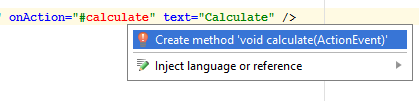 onAction="#calculate" text="Calculate" />
Create method 'void calculate(ActionEvent)'
Inject language or reference